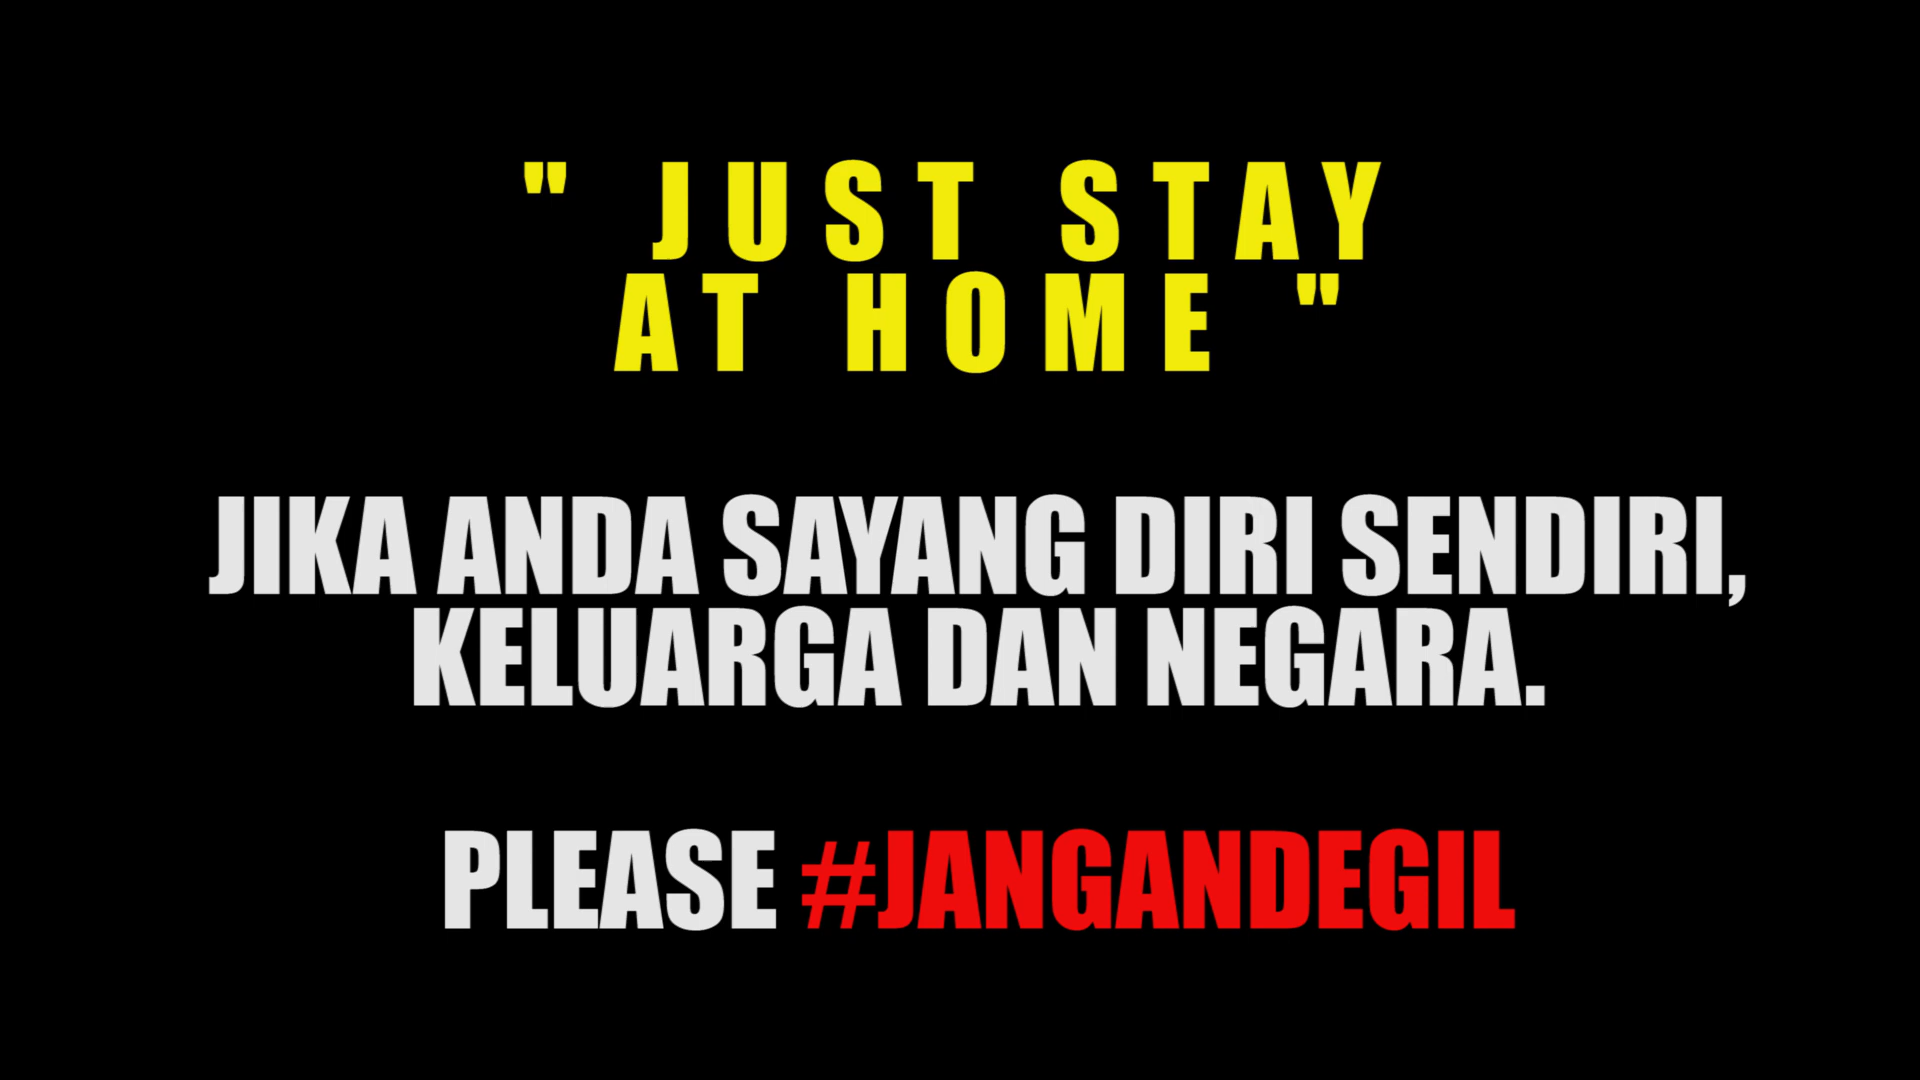 " JUST STAY
AT HOME "
JIKA ANDA SAYANG DIRI SENDIRI,
KELUARGA DAN NEGARA.
PLEASE #JANGANDEGIL